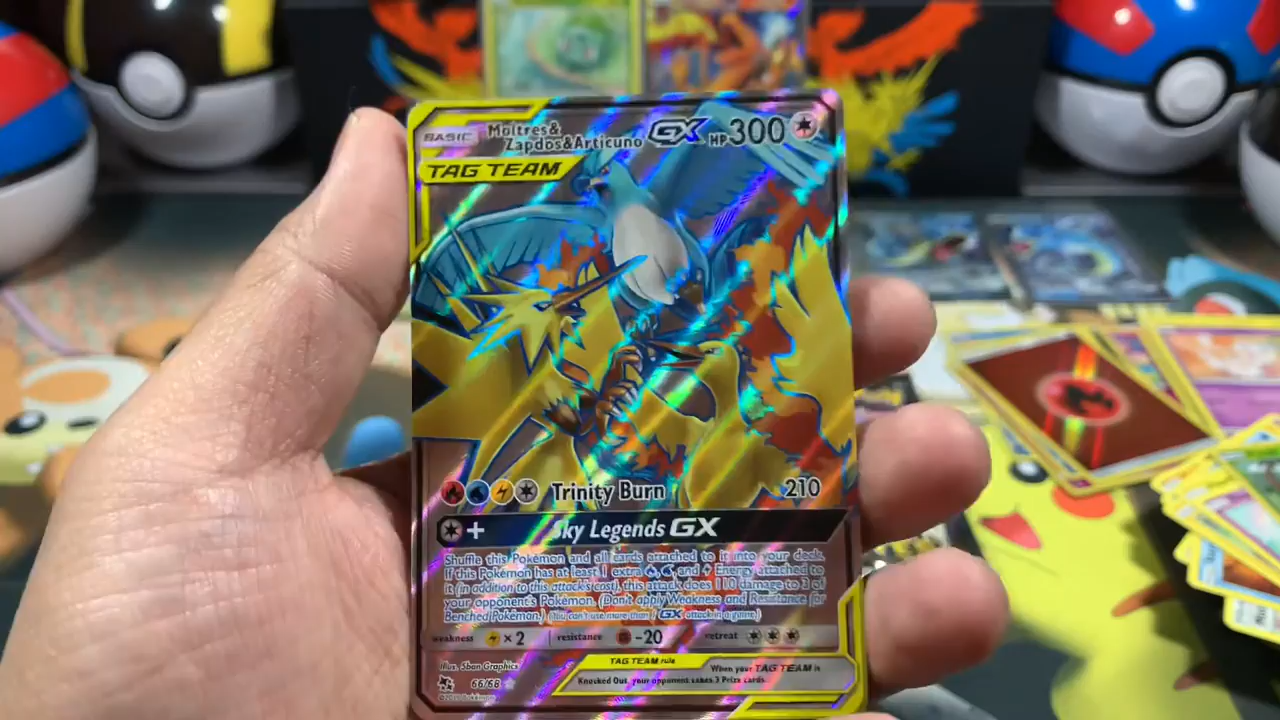 BASIC Moltres&
Zapdos&Articuno GX HP300
TAG TEAM
Trinity Burn 210
+ Sky Legends GX
Shuffle this Pokémon and all cards attached to it into your deck.
If this Pokémon has at least 1 extra and Energy attached to
it (in addition to this attack's cost), this attack does 110 damage to 3 of
your opponent's Pokémon. (Don't apply Weakness and Resistance for
Benched Pokémon.) (You can't use more than 1 GX attack in a game.)
weakness ×2 resistance -20 retreat
Illus. 5ban Graphics
TAG TEAM rule
When your TAG TEAM is
Knocked Out, your opponent takes 3 Prize cards.
66/68